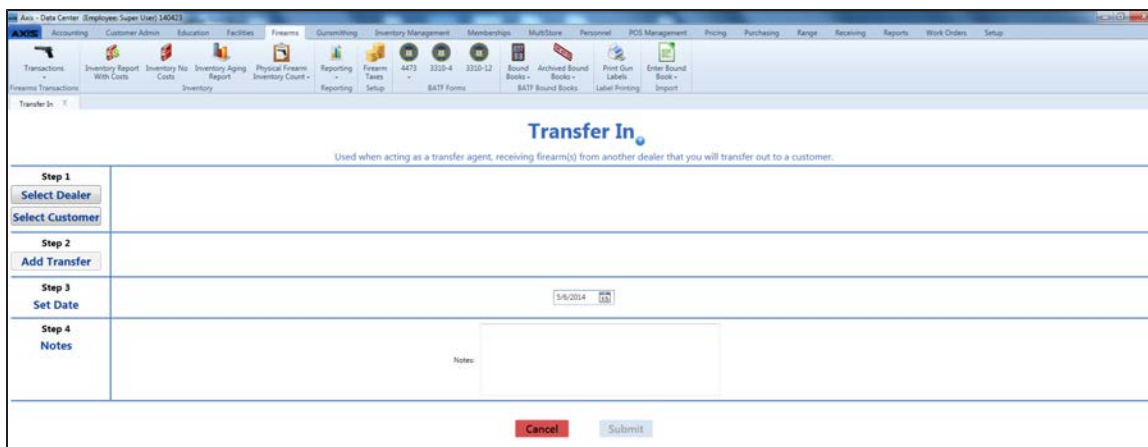 Axis - Data Center (Employee: Super User) 140423
AXIS Accounting Customer Admin Education Facilities Firearms Gunsmithing Inventory Management Memberships MultiStore Personnel POS Management Pricing Purchasing Range Receiving Reports Work Orders Setup
Transactions Inventory Report With Costs Inventory No Costs Inventory Aging Report Physical Firearm Inventory Count Reporting Firearm Taxes 4473 3310-4 3310-12 Bound Books Archived Bound Books Print Gun Labels Enter Bound Book
Firearms Transactions Inventory Reporting Setup BATF Forms BATF Bound Books Label Printing Import
Transfer In X
Transfer In
Used when acting as a transfer agent, receiving firearm(s) from another dealer that you will transfer out to a customer.
Step 1
Select Dealer
Select Customer
Step 2
Add Transfer
Step 3
Set Date
5/6/2014 15
Step 4
Notes
Notes:
Cancel Submit